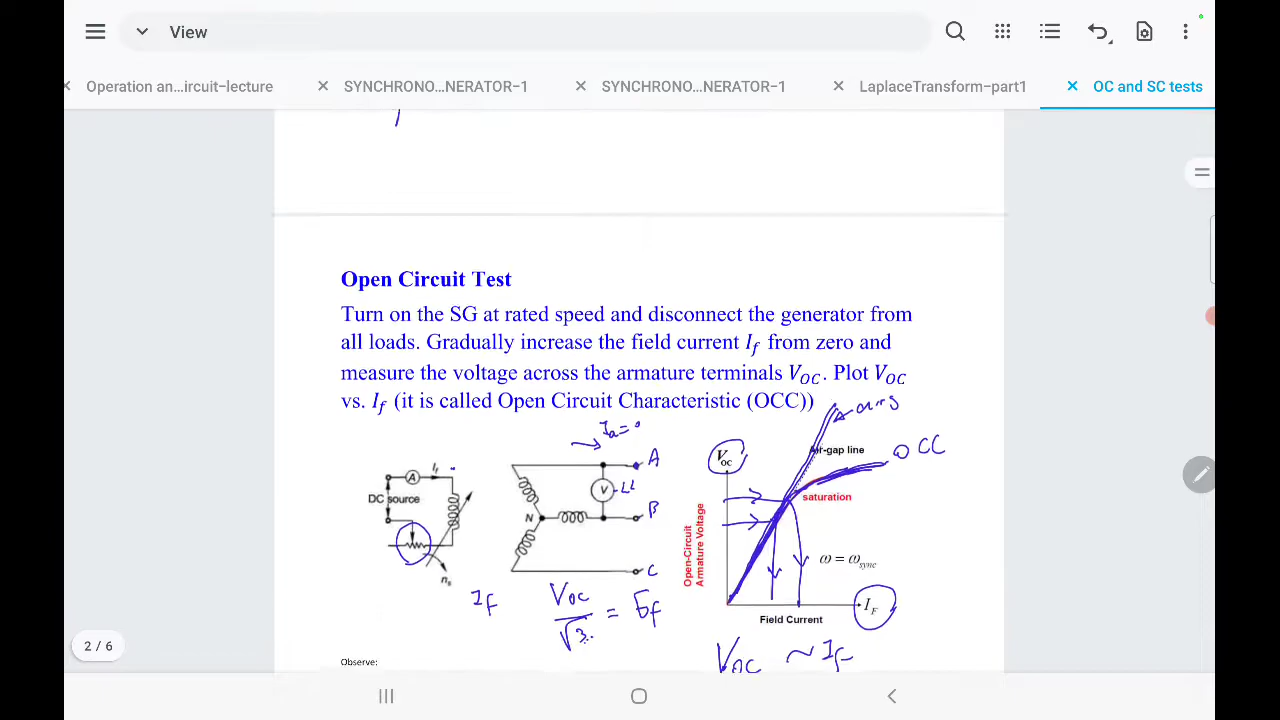 View
Operation an...ircuit-lecture
SYNCHRONO...NERATOR-1
SYNCHRONO...NERATOR-1
LaplaceTransform-part1
OC and SC tests
Open Circuit Test
Turn on the SG at rated speed and disconnect the generator from
all loads. Gradually increase the field current If from zero and
measure the voltage across the armature terminals VOC. Plot VOC
vs. If (it is called Open Circuit Characteristic (OCC))
Ia=0
A
Voc
Air-gap line
OCC
If
A
DC source
V
LL
saturation
N
B
Open-Circuit
Armature Voltage
ω = ωsync
C
ns
IF
VOC/√3 = Ef
IF
Field Current
2 / 6
VOC ~ IF
Observe: